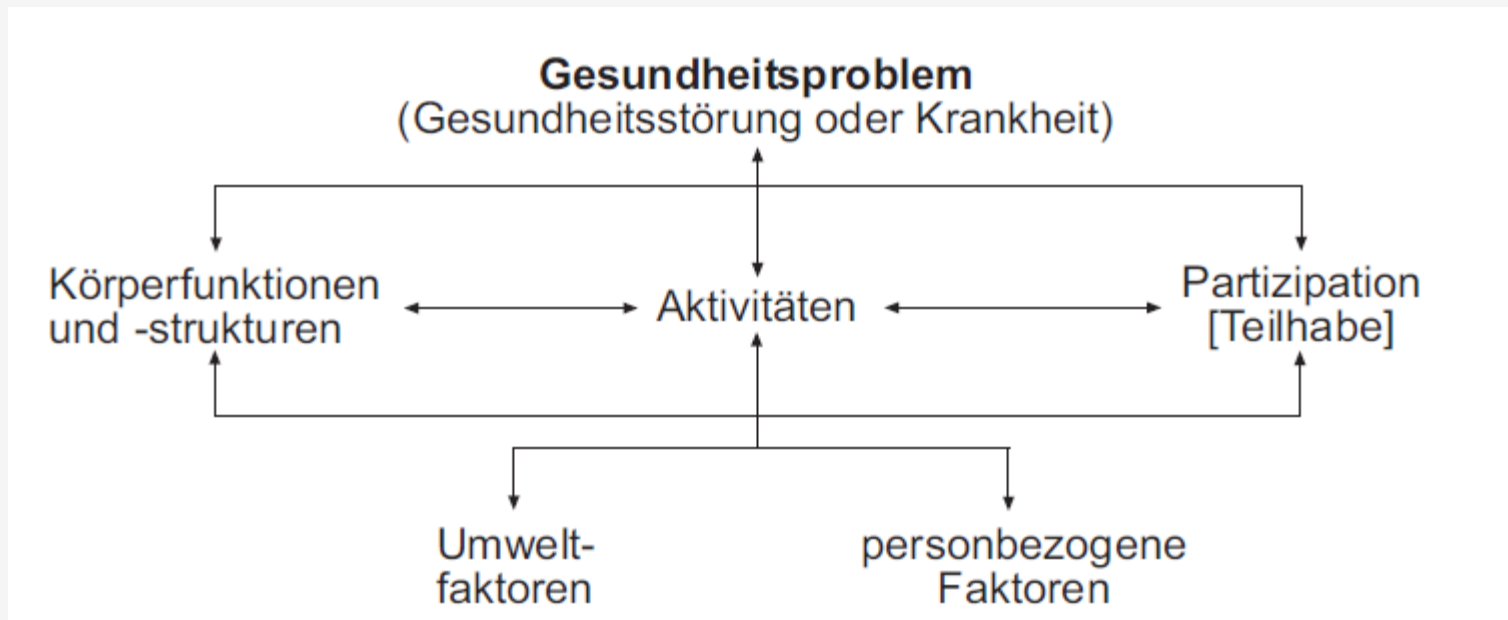 Gesundheitsproblem
(Gesundheitsstörung oder Krankheit)
Körperfunktionen
und -strukturen
Aktivitäten
Partizipation
[Teilhabe]
Umwelt-
faktoren
personbezogene
Faktoren